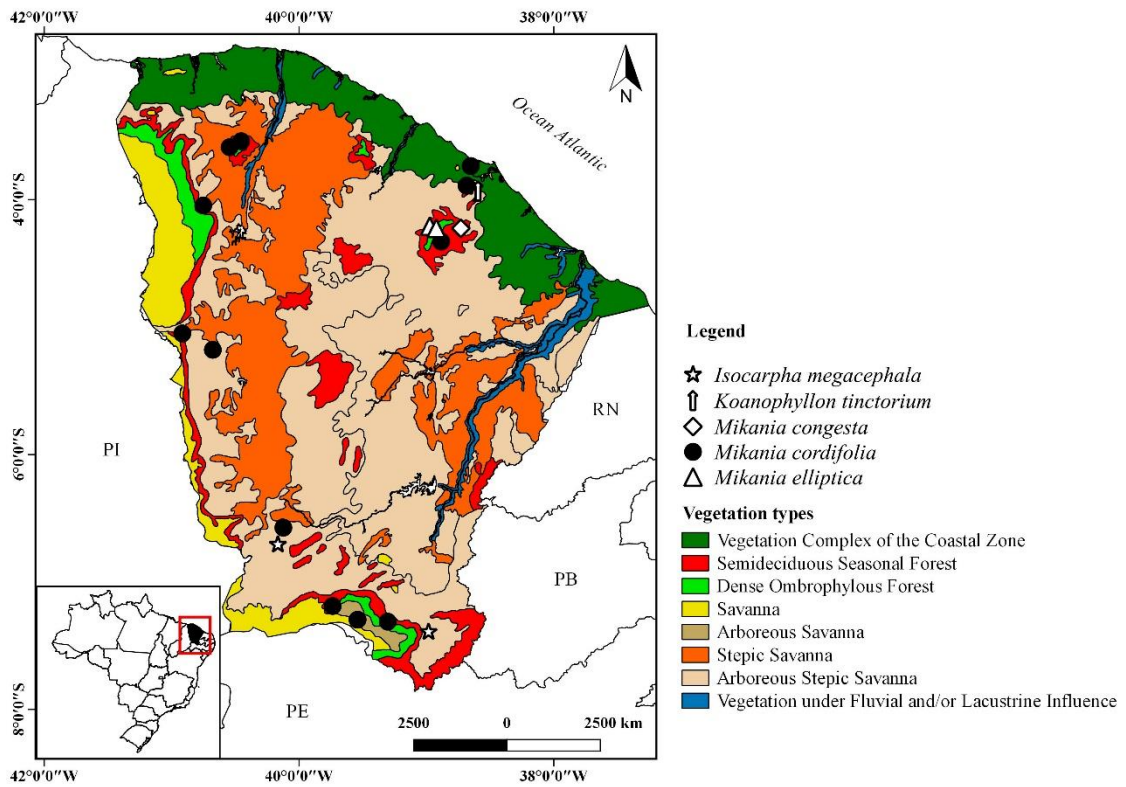 42°0'0"W 40°0'0"W 38°0'0"W
N
Ocean Atlantic
4°0'0"S
6°0'0"S
8°0'0"S
PI
RN
PB
PE
2500 0 2500 km
42°0'0"W 40°0'0"W 38°0'0"W
Legend
Isocarpha megacephala
Koanophyllon tinctorium
Mikania congesta
Mikania cordifolia
Mikania elliptica
Vegetation types
Vegetation Complex of the Coastal Zone
Semideciduous Seasonal Forest
Dense Ombrophylous Forest
Savanna
Arboreous Savanna
Stepic Savanna
Arboreous Stepic Savanna
Vegetation under Fluvial and/or Lacustrine Influence